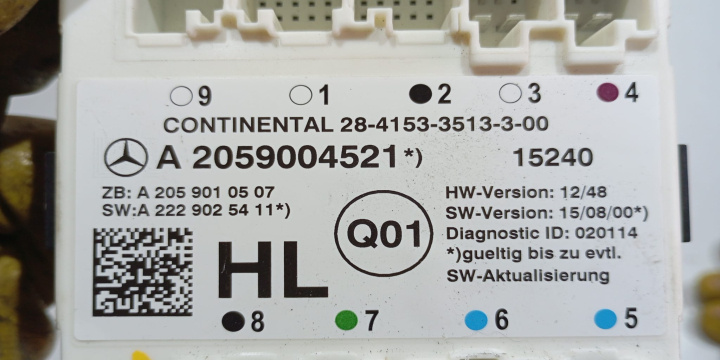 9 1 2 3 4
CONTINENTAL 28-4153-3513-3-00
A 2059004521*) 15240
ZB: A 205 901 05 07
SW:A 222 902 54 11*)
HL
Q01
HW-Version: 12/48
SW-Version: 15/08/00*)
Diagnostic ID: 020114
*)gueltig bis zu evtl.
SW-Aktualisierung
8 7 6 5